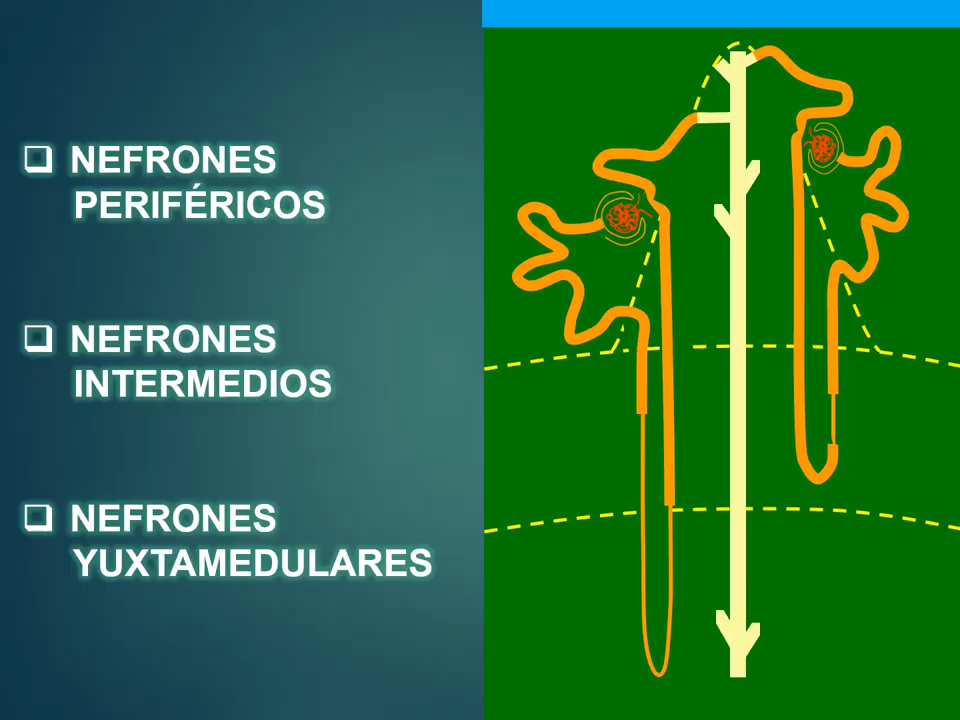 ❑ NEFRONES
PERIFÉRICOS
❑ NEFRONES
INTERMEDIOS
❑ NEFRONES
YUXTAMEDULARES